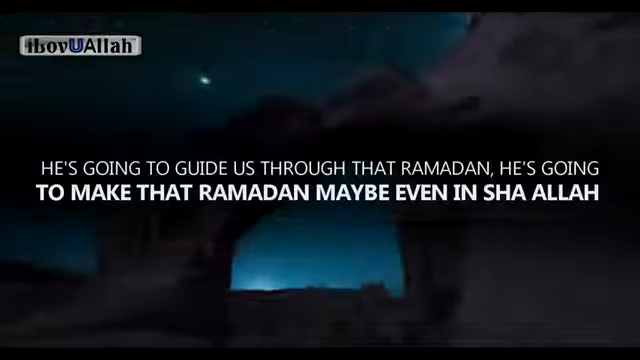 iLovUAllah
HE'S GOING TO GUIDE US THROUGH THAT RAMADAN, HE'S GOING
TO MAKE THAT RAMADAN MAYBE EVEN IN SHA ALLAH